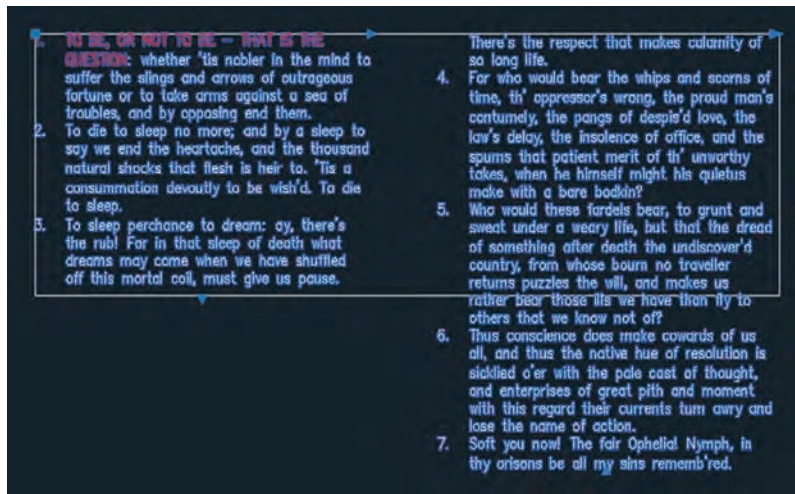 1. TO BE, OR NOT TO BE — THAT IS THE
QUESTION: whether 'tis nobler in the mind to
suffer the slings and arrows of outrageous
fortune or to take arms against a sea of
troubles, and by opposing end them.
2. To die to sleep no more; and by a sleep to
say we end the heartache, and the thousand
natural shocks that flesh is heir to. 'Tis a
consummation devoutly to be wish'd. To die
to sleep.
3. To sleep perchance to dream: ay, there's
the rub! For in that sleep of death what
dreams may come when we have shuffled
off this mortal coil, must give us pause.
There's the respect that makes calamity of
so long life.
4. For who would bear the whips and scorns of
time, th' oppressor's wrong, the proud man's
contumely, the pangs of despis'd love, the
law's delay, the insolence of office, and the
spurns that patient merit of th' unworthy
takes, when he himself might his quietus
make with a bare bodkin?
5. Who would these fardels bear, to grunt and
sweat under a weary life, but that the dread
of something after death the undiscover'd
country, from whose bourn no traveller
returns puzzles the will, and makes us
rather bear those ills we have than fly to
others that we know not of?
6. Thus conscience does make cowards of us
all, and thus the native hue of resolution is
sicklied o'er with the pale cast of thought,
and enterprises of great pith and moment
with this regard their currents turn awry and
lose the name of action.
7. Soft you now! The fair Ophelia! Nymph, in
thy orisons be all my sins rememb'red.